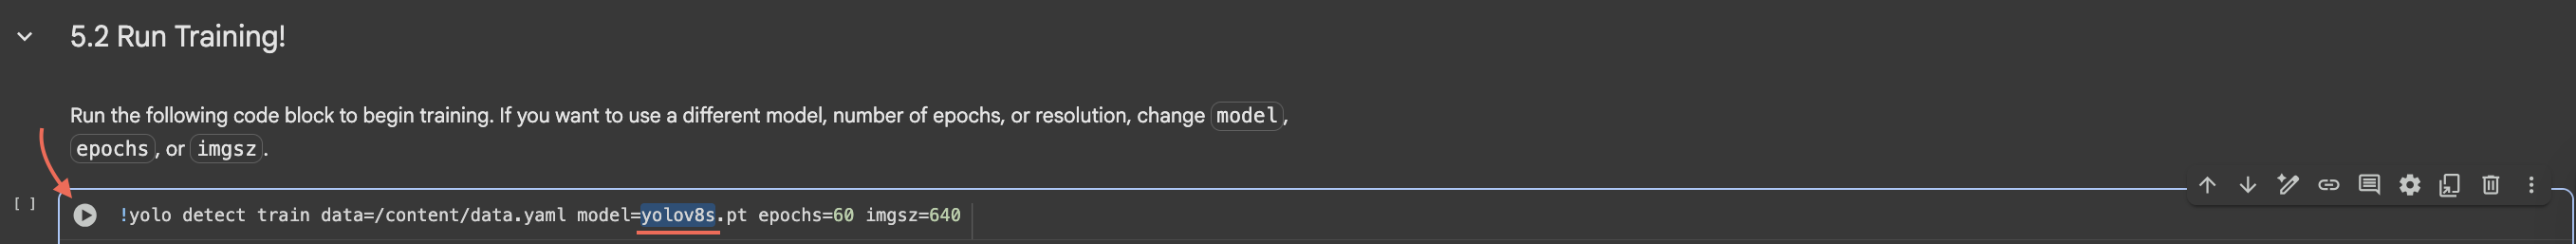 5.2 Run Training!
Run the following code block to begin training. If you want to use a different model, number of epochs, or resolution, change model,
epochs, or imgsz.
[ ] !yolo detect train data=/content/data.yaml model=yolov8s.pt epochs=60 imgsz=640